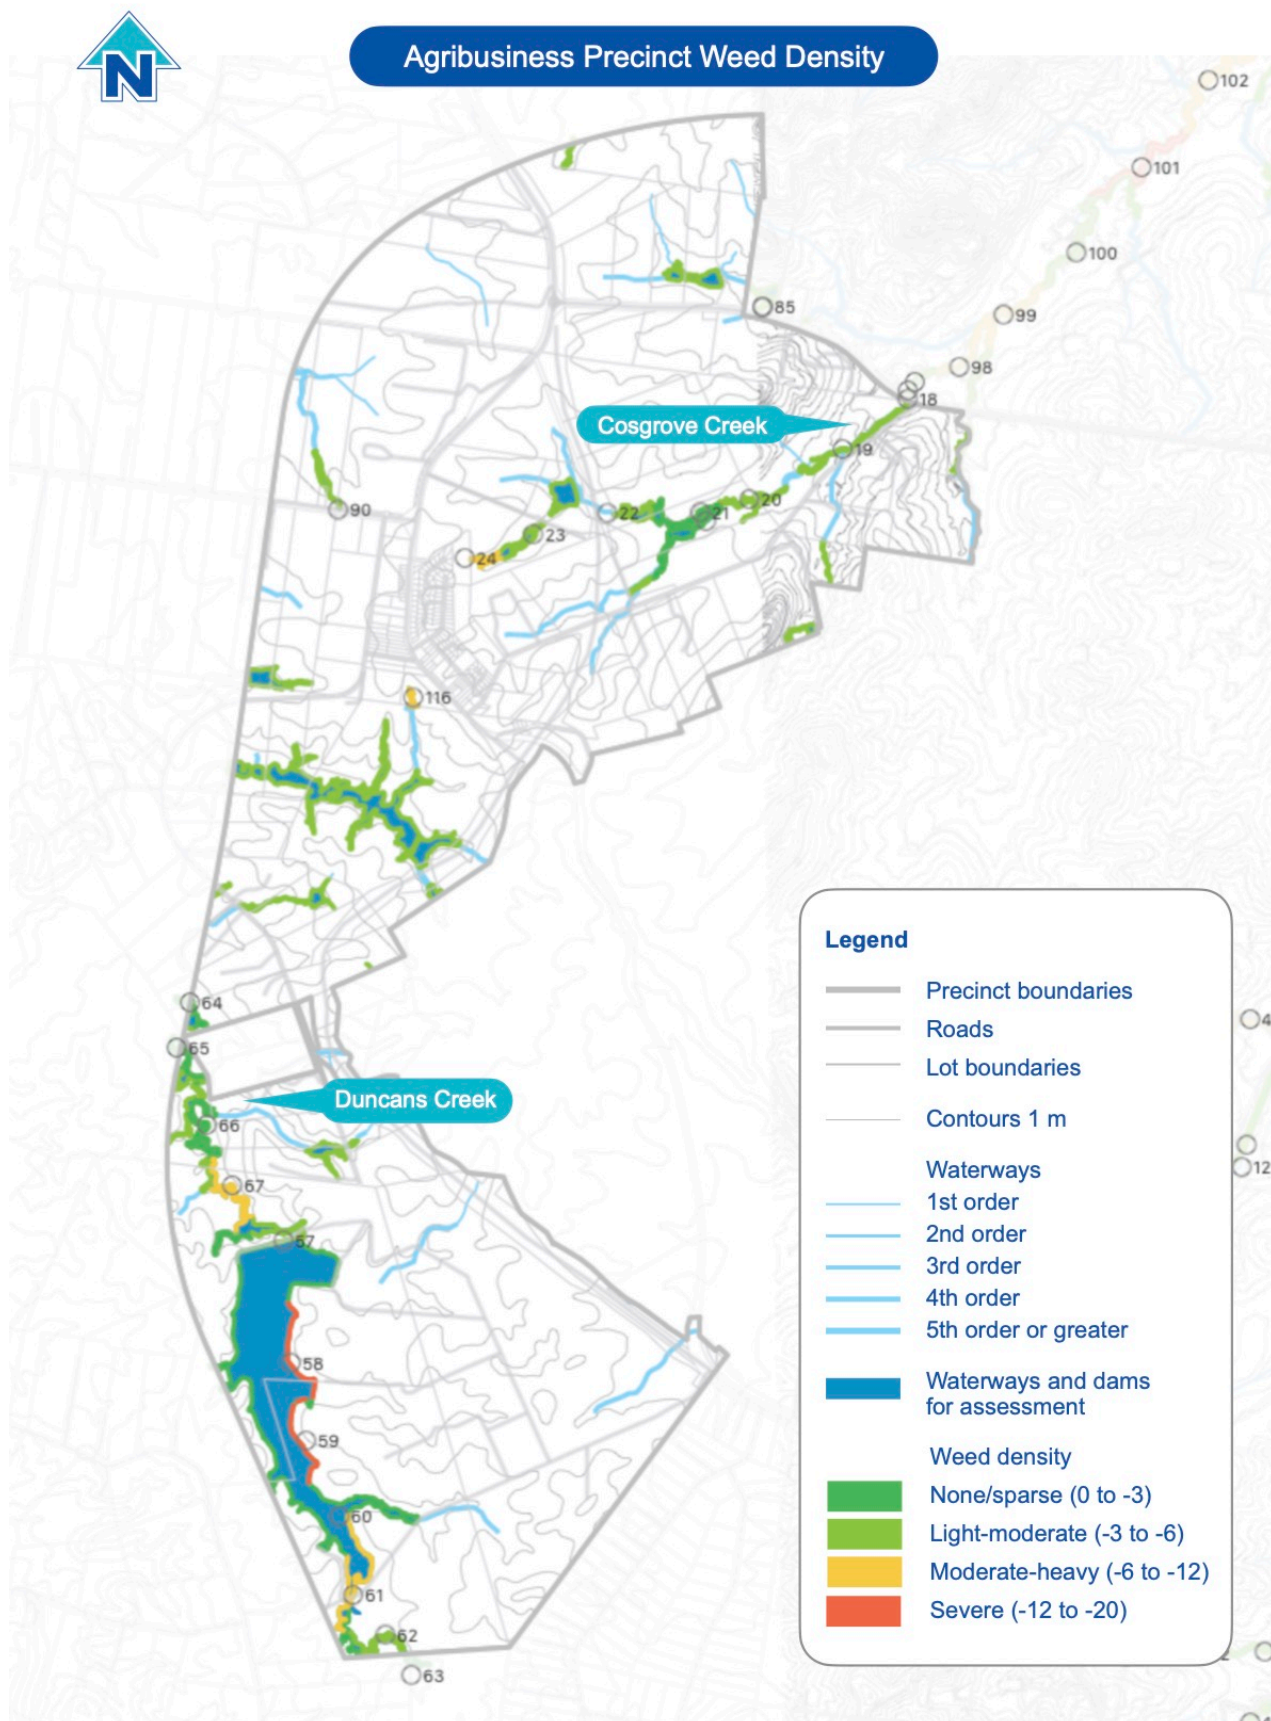 N
Agribusiness Precinct Weed Density
102
101
100
99
85
98
18
Cosgrove Creek
19
20
90
22
21
23
24
116
64
65
Duncans Creek
66
67
57
58
59
60
61
62
63
Legend
Precinct boundaries
Roads
Lot boundaries
Contours 1 m
Waterways
1st order
2nd order
3rd order
4th order
5th order or greater
Waterways and dams
for assessment
Weed density
None/sparse (0 to -3)
Light-moderate (-3 to -6)
Moderate-heavy (-6 to -12)
Severe (-12 to -20)
4
12